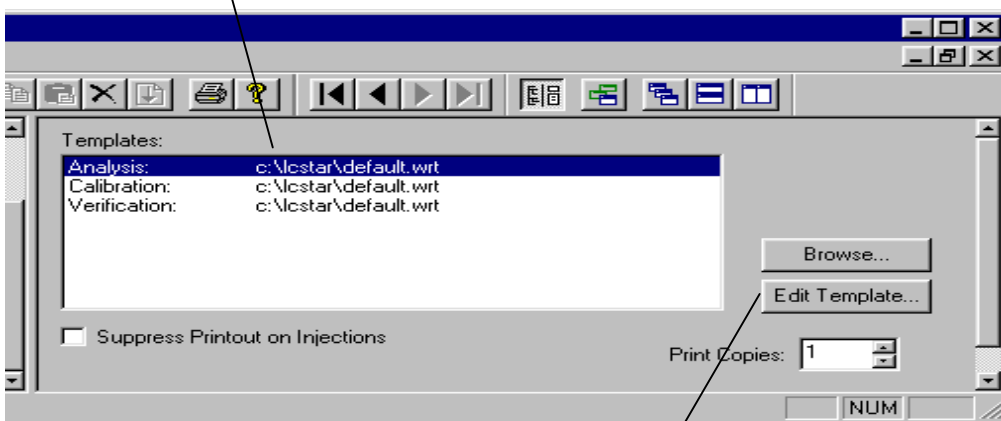 Templates:
Analysis: c:\lcstar\default.wrt
Calibration: c:\lcstar\default.wrt
Verification: c:\lcstar\default.wrt
Browse...
Edit Template...
Suppress Printout on Injections
Print Copies: 1
NUM